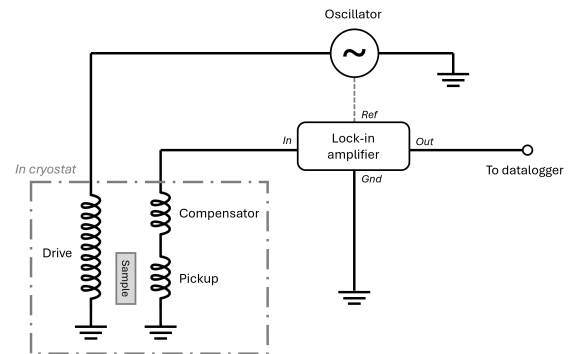 Oscillator
~
Ref
In
Lock-in
amplifier
Out
In cryostat
Gnd
To datalogger
Compensator
Drive
Sample
Pickup